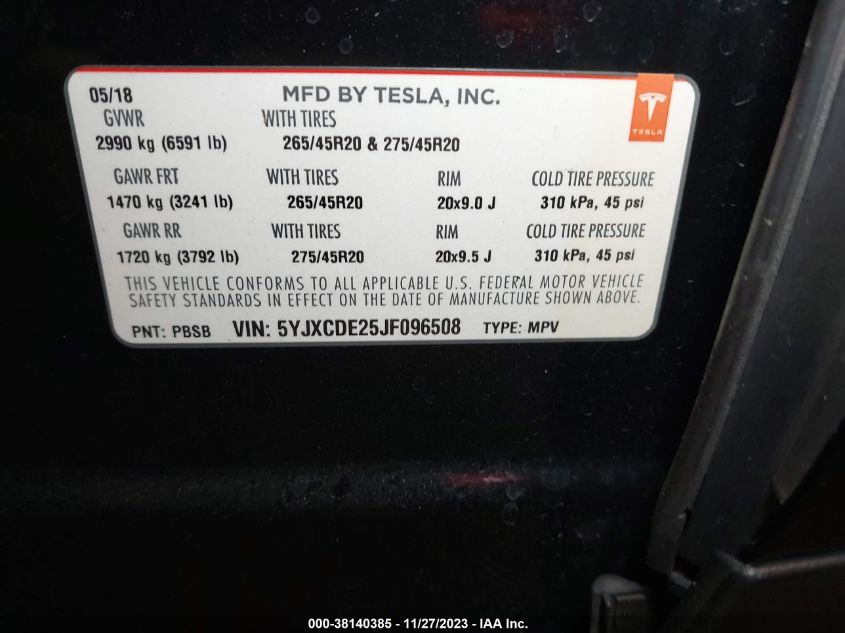 05/18 MFD BY TESLA, INC.
GVWR WITH TIRES
TESLA
2990 kg (6591 lb) 265/45R20 & 275/45R20
GAWR FRT WITH TIRES RIM COLD TIRE PRESSURE
1470 kg (3241 lb) 265/45R20 20x9.0 J 310 kPa, 45 psi
GAWR RR WITH TIRES RIM COLD TIRE PRESSURE
1720 kg (3792 lb) 275/45R20 20x9.5 J 310 kPa, 45 psi
THIS VEHICLE CONFORMS TO ALL APPLICABLE U.S. FEDERAL MOTOR VEHICLE
SAFETY STANDARDS IN EFFECT ON THE DATE OF MANUFACTURE SHOWN ABOVE.
PNT: PBSB VIN: 5YJXCDE25JF096508 TYPE: MPV
000-38140385 - 11/27/2023 - IAA Inc.